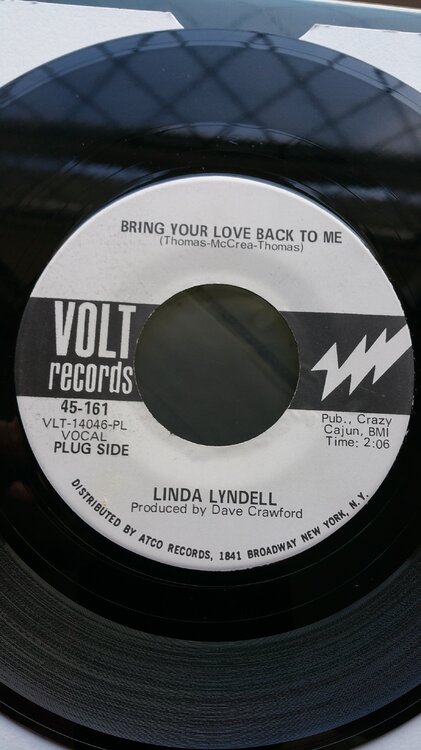 BRING YOUR LOVE BACK TO ME
(Thomas-McCrea-Thomas)
VOLT
records
45-161
VLT-14046-PL
VOCAL
PLUG SIDE
Pub., Crazy
Cajun, BMI
Time: 2:06
LINDA LYNDELL
Produced by Dave Crawford
DISTRIBUTED BY ATCO RECORDS, 1841 BROADWAY NEW YORK, N.Y.